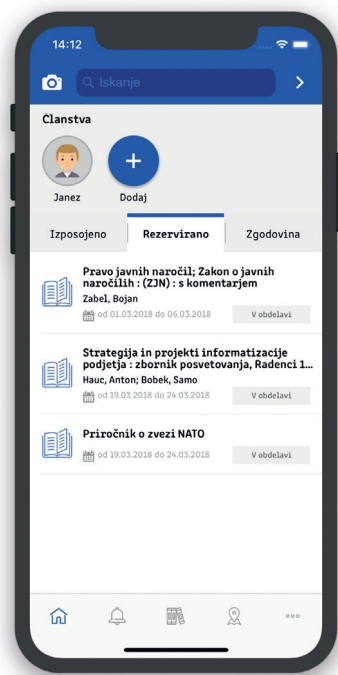 14:12
Iskanje
Članstva
Janez
Dodaj
Izposojeno
Rezervirano
Zgodovina
Pravo javnih naročil; Zakon
o javnih
naročilih : (ZJN) : s komentarjem
Zabel, Bojan
od 01.03.2018 do 06.03.2018
V obdelavi
Strategija in projekti informatizacije
podjetja : zbornik posvetovanja, Radenci 1...
Hauc, Anton; Bobek, Samo
od 19.03.2018 do 24.03.2018
V obdelavi
Priročnik o zvezi NATO
od 19.03.2018 do 24.03.2018
V obdelavi